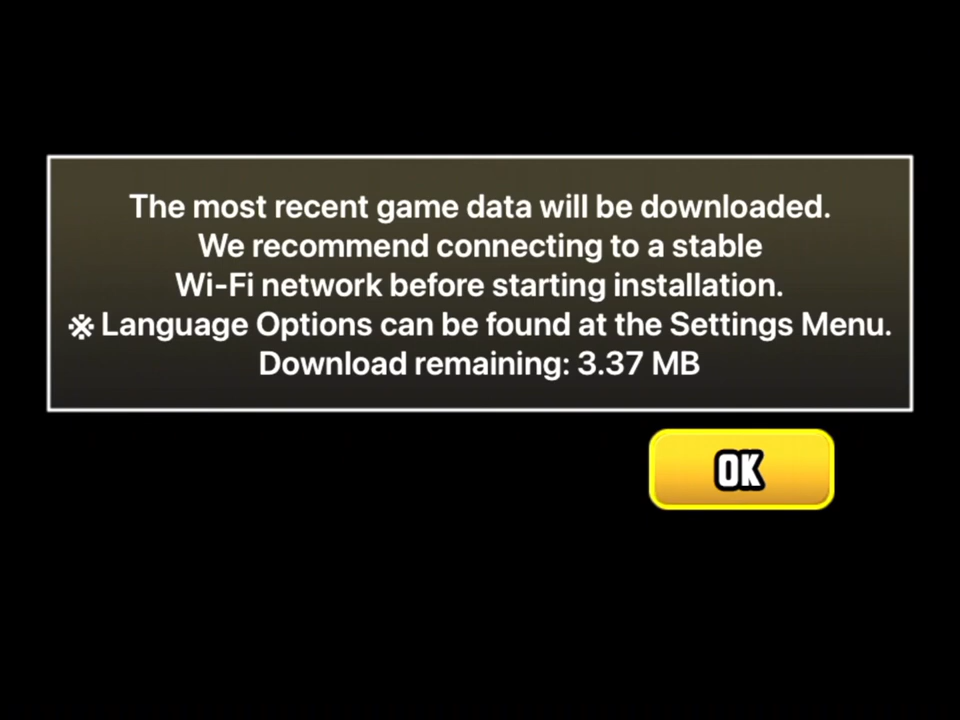 The most recent game data will be downloaded.
We recommend connecting to a stable
Wi-Fi network before starting installation.
※ Language Options can be found at the Settings Menu.
Download remaining: 3.37 MB
OK